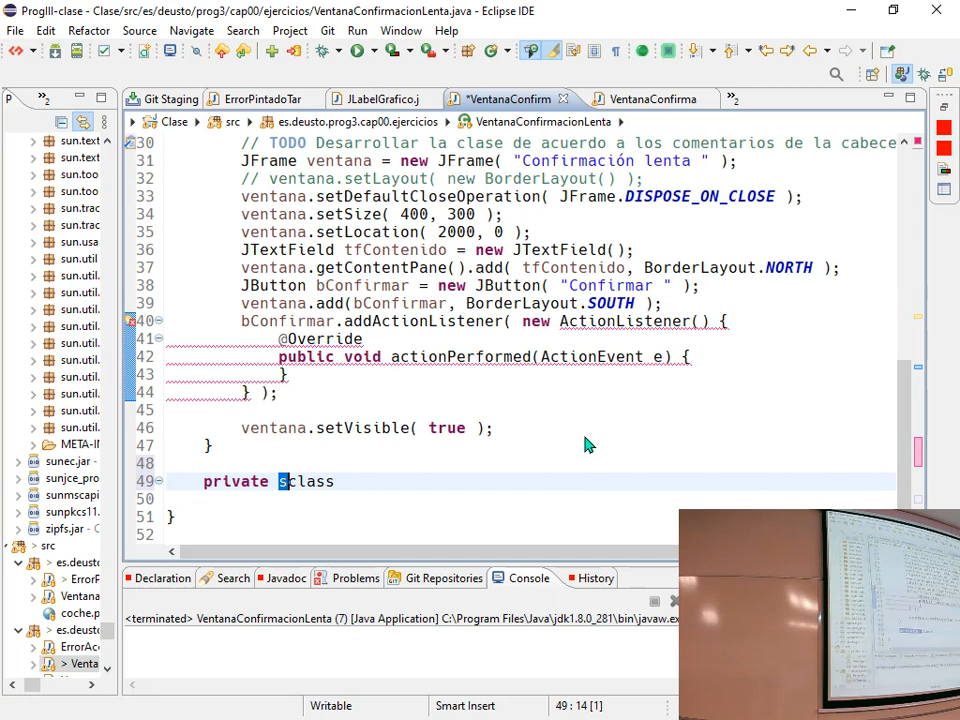 ProgIII-clase - Clase/src/es/deusto/prog3/cap00/ejercicios/VentanaConfirmacionLenta.java - Eclipse IDE
File Edit Refactoring Source Navigate Search Project Git Run Window Help
P »2 Git Staging ErrorPintadoTar JLabelGrafico.j *VentanaConfirm VentanaConfirma »2
Clase src es.deusto.prog3.cap00.ejercicios VentanaConfirmacionLenta
sun.text
sun.text
sun.too
sun.too
sun.trac
sun.trac
sun.usa
sun.util
sun.util
sun.util.
sun.util.
sun.util.
sun.util.
sun.util.
sun.util.
sun.util.
sun.util.
sun.util.
META-IN
sunec.jar
sunjce_pro
sunmscapi
sunpkcs11.
zipfs.jar
src
es.deusto
ErrorP
Ventana
coche.p
es.deusto
ErrorAc
> Venta
30 // TODO Desarrollar la clase de acuerdo a los comentarios de la cabece
31 JFrame ventana = new JFrame( "Confirmación lenta " );
32 // ventana.setLayout( new BorderLayout() );
33 ventana.setDefaultCloseOperation( JFrame.DISPOSE_ON_CLOSE );
34 ventana.setSize( 400, 300 );
35 ventana.setLocation( 2000, 0 );
36 JTextField tfContenido = new JTextField();
37 ventana.getContentPane().add( tfContenido, BorderLayout.NORTH );
38 JButton bConfirmar = new JButton( "Confirmar " );
39 ventana.add(bConfirmar, BorderLayout.SOUTH );
40 bConfirmar.addActionListener( new ActionListener() {
41 @Override
42 public void actionPerformed(ActionEvent e) {
43 }
44 } );
45
46 ventana.setVisible( true );
47 }
48
49 private sclass
50
51 }
52
Declaration Search Javadoc Problems Git Repositories Console History
<terminated> VentanaConfirmacionLenta (7) [Java Application] C:\Program Files\Java\jdk1.8.0_281\bin\javaw.ex
Writable Smart Insert 49 : 14 [1]